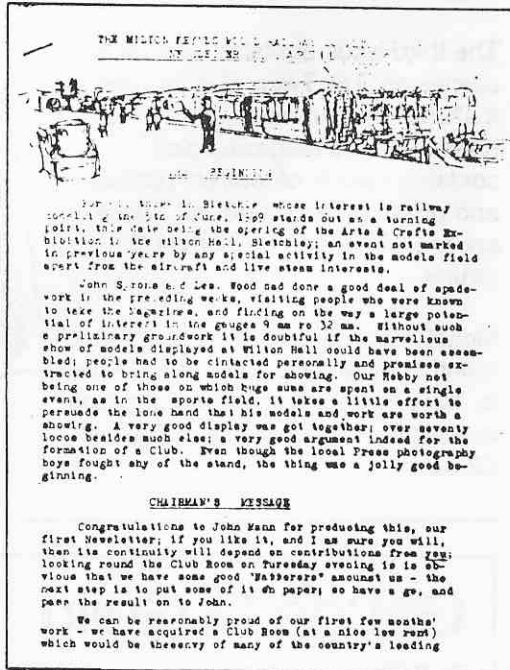 THE MILTON KEYNES
THE BEGINNING
For all those in Bletchley whose interest is railway
modelling the 5th of June, 1969 stands out as a turning
point, this date being the opening of the Arts & Crafts Ex-
hibition in the Wilton Hall, Bletchley; an event not marked
in previous years by any special activity in the models field
apart from the aircraft and live steam interests.
John and Les. Wood had done a good deal of spade-
work in the preceding weeks, visiting people who were known
to take the Magazines, and finding on the way a large poten-
tial of interest in the gauges 9 mm to 32 mm. Without such
a preliminary groundwork it is doubtful if the marvellous
show of models displayed at Wilton Hall could have been assem-
bled; people had to be cintacted personally and promises ex-
tracted to bring along models for showing. Our Hobby not
being one of those on which huge sums are spent on a single
event, as in the sports field, it takes a little effort to
persuade the lone hand that his models and work are worth a
showing. A very good display was got together; over seventy
locos besides much else; a very good argument indeed for the
formation of a Club. Even though the local Press photography
boys fought shy of the stand, the thing was a jolly good be-
ginning.
CHAIRMAN'S MESSAGE
Congratulations to John Mann for producing this, our
first Newsletter; if you like it, and I am sure you will,
then its continuity will depend on contributions from you;
looking round the Club Room on Turesday evening is is ob-
vious that we have some good 'Natterers' amounst us - the
next step is to put some of it on paper; so have a go, and
pass the result on to John.
We can be reasonably proud of our first few months'
work - we have acquired a Club Room (at a nice low rent)
which would be theenvy of many of the country's leading